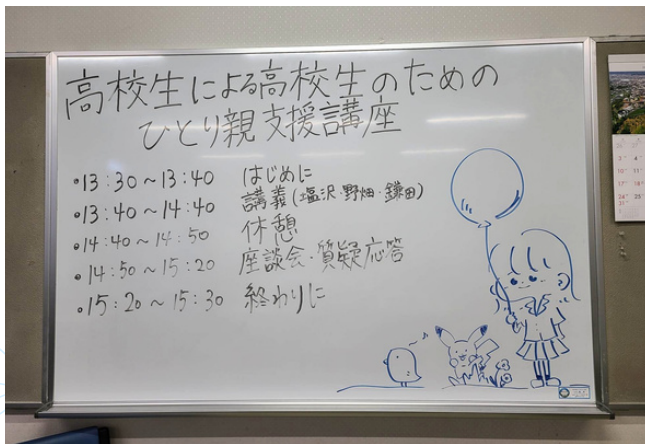 高校生による高校生のための
ひとり親支援講座
・13:30～13:40 はじめに
・13:40～14:40 講義(塩沢・野畑・鎌田)
・14:40～14:50 休憩
・14:50～15:20 座談会・質疑応答
・15:20～15:30 終わりに